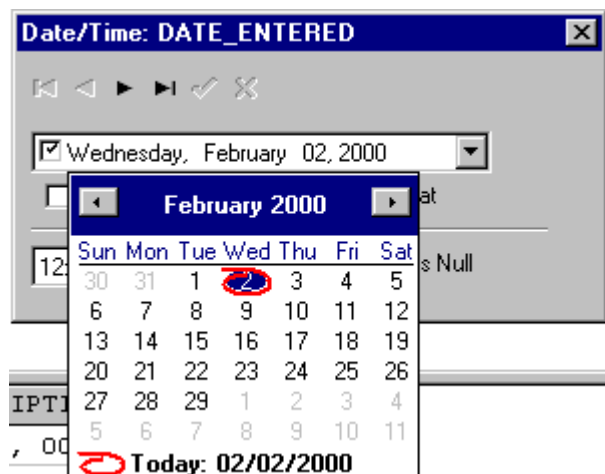 Date/Time: DATE_ENTERED
Wednesday, February 02, 2000
February 2000
at
Sun Mon Tue Wed Thu Fri Sat
12:
s Null
30 31 1 2 3 4 5
6 7 8 9 10 11 12
13 14 15 16 17 18 19
20 21 22 23 24 25 26
IPTI
27 28 29 1 2 3 4
5 6 7 8 9 10 11
, 00
Today: 02/02/2000